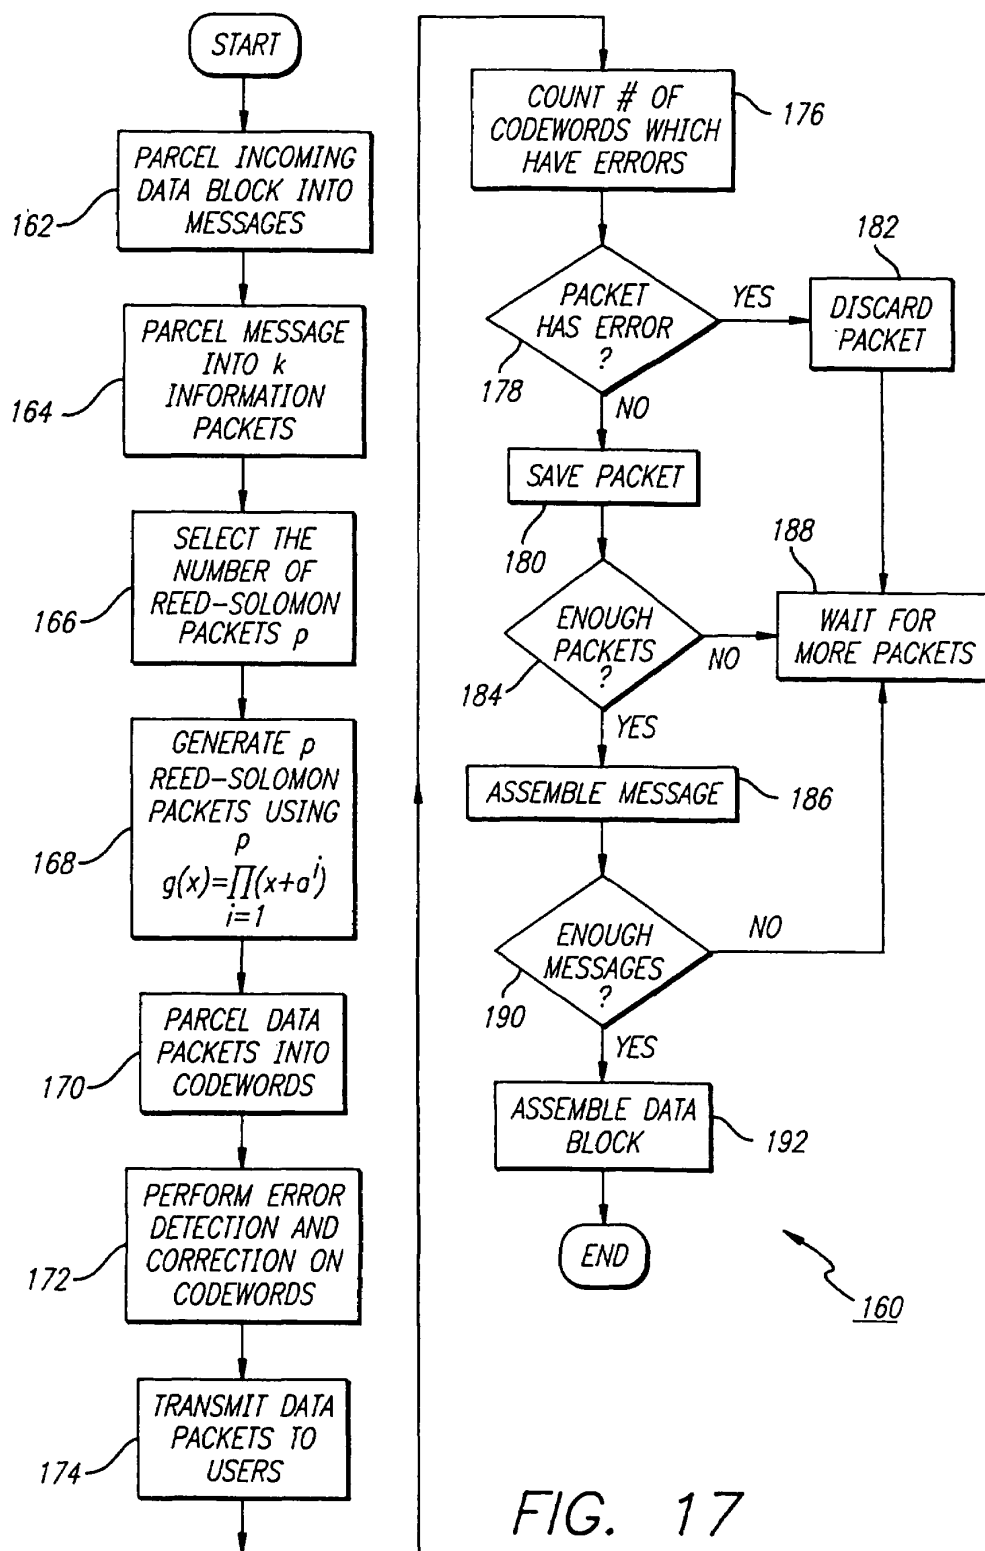 START
PARCEL INCOMING
DATA BLOCK INTO
MESSAGES
162
PARCEL MESSAGE
INTO k
INFORMATION
PACKETS
164
SELECT THE
NUMBER OF
REED-SOLOMON
PACKETS p
166
GENERATE p
REED-SOLOMON
PACKETS USING
p
g(x)=∏(x+a^i)
i=1
168
PARCEL DATA
PACKETS INTO
CODEWORDS
170
PERFORM ERROR
DETECTION AND
CORRECTION ON
CODEWORDS
172
TRANSMIT DATA
PACKETS TO
USERS
174
COUNT # OF
CODEWORDS WHICH
HAVE ERRORS
176
PACKET
HAS ERROR
?
178
YES
NO
182
DISCARD
PACKET
SAVE PACKET
180
ENOUGH
PACKETS
?
184
NO
YES
188
WAIT FOR
MORE PACKETS
ASSEMBLE MESSAGE
186
ENOUGH
MESSAGES
?
190
NO
YES
ASSEMBLE DATA
BLOCK
192
END
160
FIG. 17